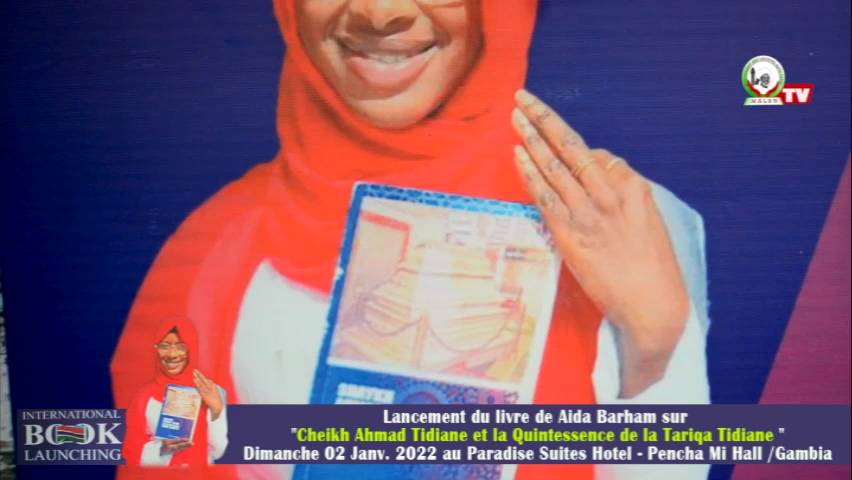 MALSN TV
Lancement du livre de Aida Barham sur
"Cheikh Ahmad Tidiane et la Quintessence de la Tariqa Tidiane "
Dimanche 02 Janv. 2022 au Paradise Suites Hotel - Pencha Mi Hall /Gambia
INTERNATIONAL
BOOK
LAUNCHING